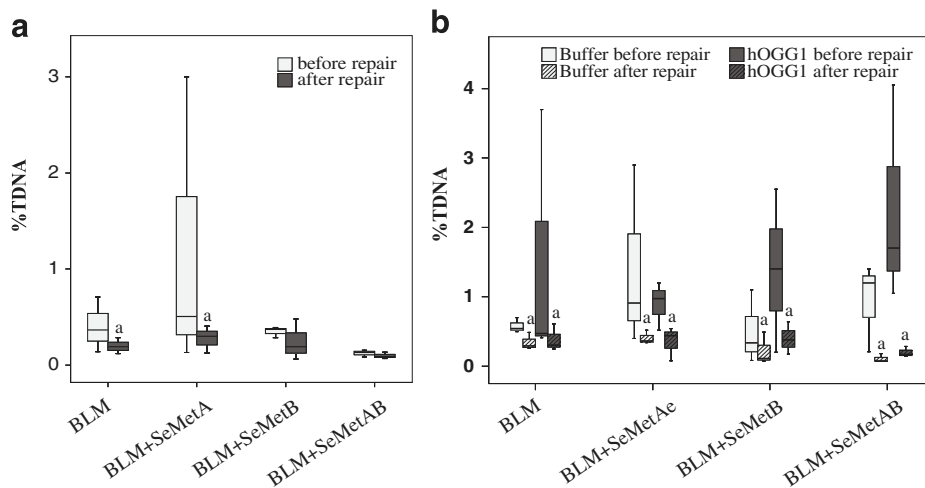 a
before repair
after repair
%TDNA
3
2
1
0
a
a
BLM
BLM+SeMetA
BLM+SeMetB
BLM+SeMetAB
b
Buffer before repair
Buffer after repair
hOGG1 before repair
hOGG1 after repair
%TDNA
4
3
2
1
0
a
a
a
a
a
a
a
a
BLM
BLM+SeMetAe
BLM+SeMetB
BLM+SeMetAB